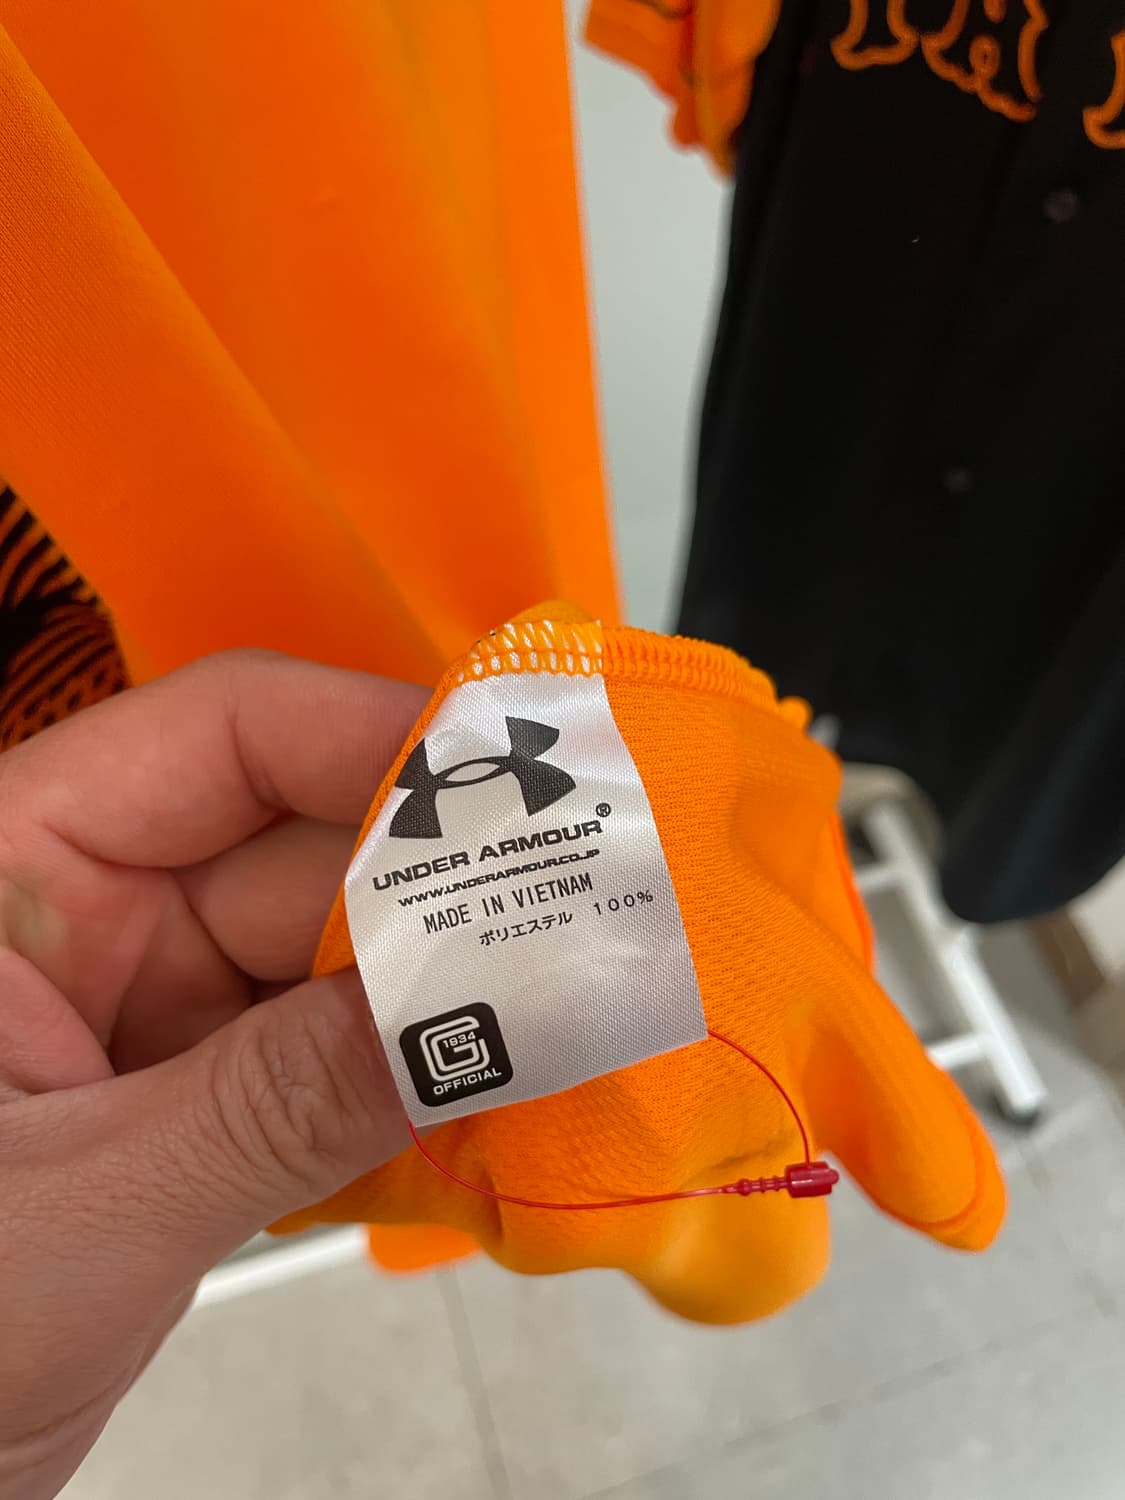 UNDER ARMOUR®
WWW.UNDERARMOUR.CO.JP
MADE IN VIETNAM
ポリエステル 100%
G
1934
OFFICIAL